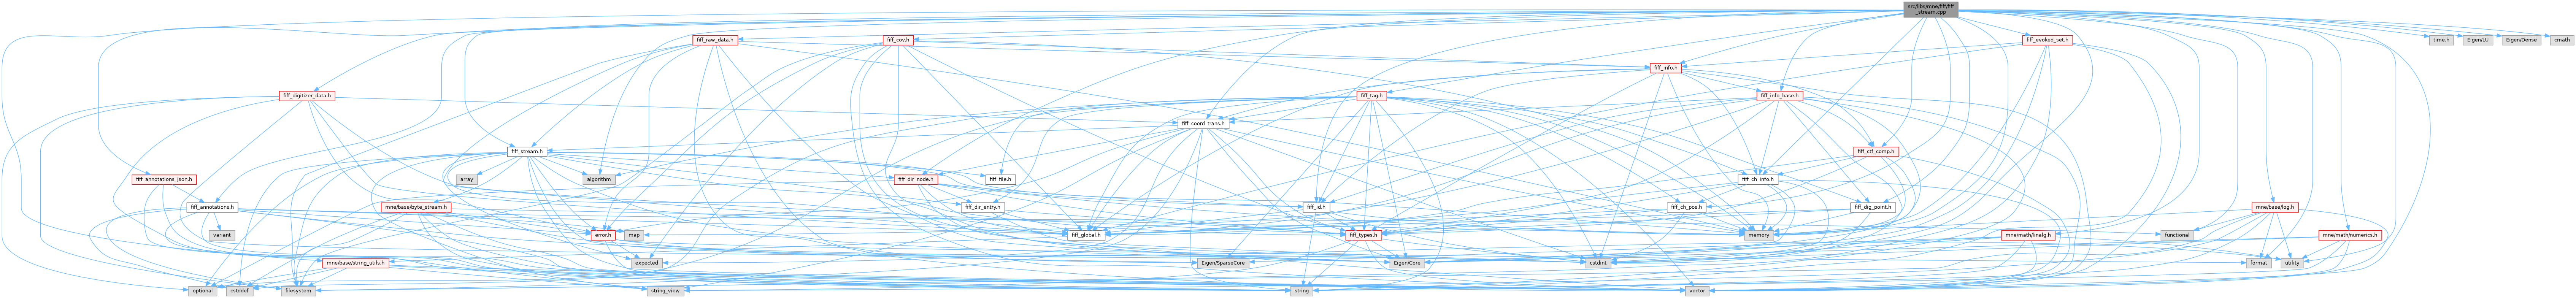 src/libs/mne/fiff/fiff
_stream.cpp
fiff_raw_data.h
fiff_cov.h
fiff_evoked_set.h
time.h
Eigen/LU
Eigen/Dense
cmath
fiff_info.h
fiff_digitizer_data.h
fiff_tag.h
fiff_info_base.h
fiff_coord_trans.h
fiff_stream.h
fiff_ctf_comp.h
fiff_annotations_json.h
array
algorithm
fiff_dir_node.h
fiff_file.h
fiff_ch_info.h
fiff_annotations.h
mne/base/byte_stream.h
fiff_dir_entry.h
fiff_id.h
fiff_ch_pos.h
fiff_dig_point.h
mne/base/log.h
variant
error.h
map
fiff_global.h
fiff_types.h
memory
mne/math/linalg.h
functional
mne/math/numerics.h
mne/base/string_utils.h
expected
Eigen/SparseCore
Eigen/Core
cstdint
format
utility
optional
cstddef
filesystem
string_view
string
vector